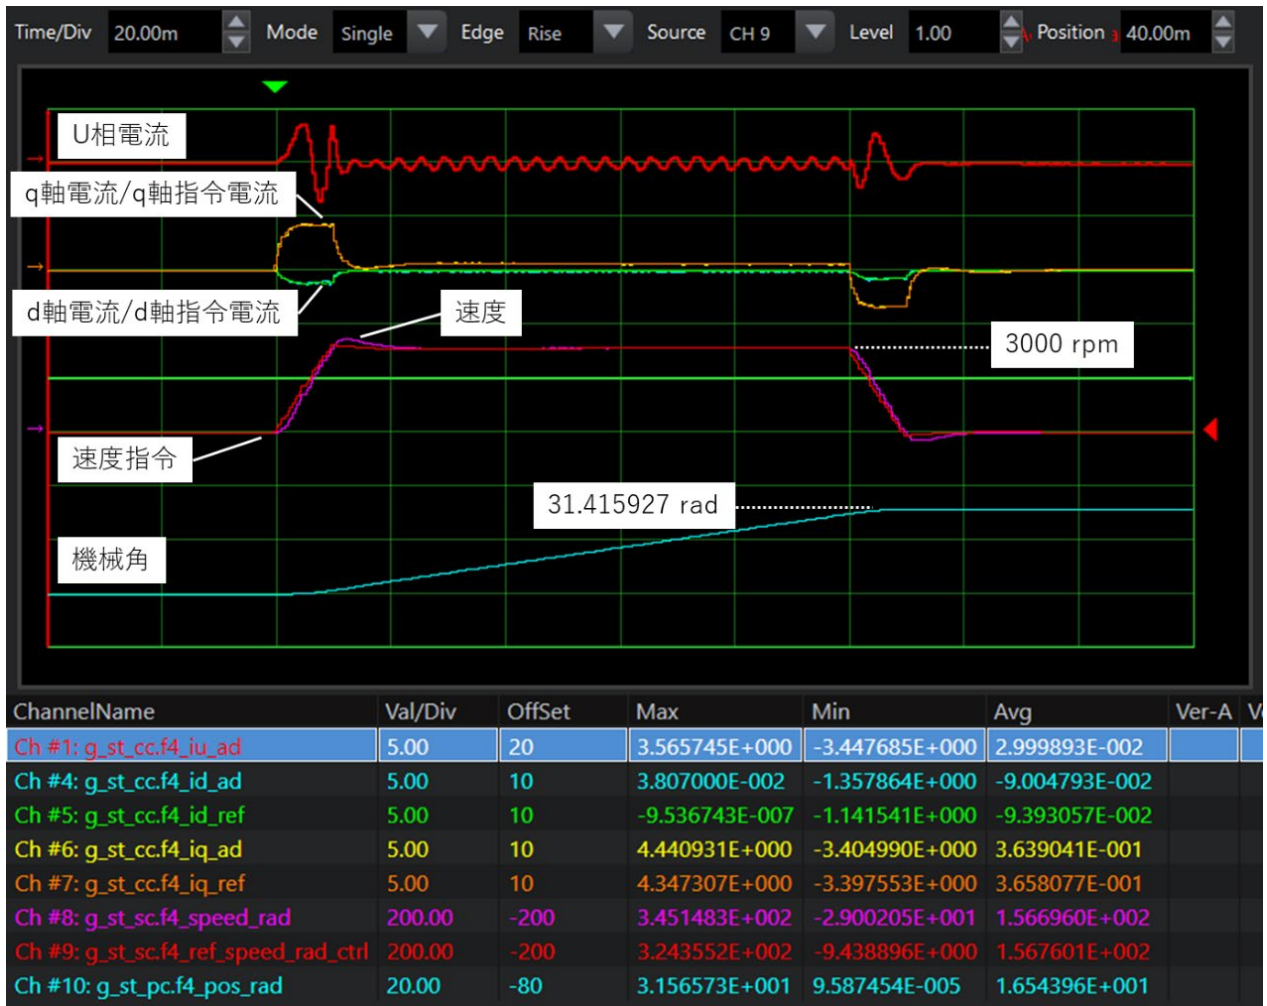 Time/Div 20.00m Mode Single Edge Rise Source CH 9 Level 1.00 Position 40.00m
U相電流
q軸電流/q軸指令電流
d軸電流/d軸指令電流
速度
3000 rpm
速度指令
31.415927 rad
機械角
ChannelName Val/Div OffSet Max Min Avg Ver-A
Ch #1: g_st_cc.f4_iu_ad 5.00 20 3.565745E+000 -3.447685E+000 2.999893E-002
Ch #4: g_st_cc.f4_id_ad 5.00 10 3.807000E-002 -1.357864E+000 -9.004793E-002
Ch #5: g_st_cc.f4_id_ref 5.00 10 -9.536743E-007 -1.141541E+000 -9.393057E-002
Ch #6: g_st_cc.f4_iq_ad 5.00 10 4.440931E+000 -3.404990E+000 3.639041E-001
Ch #7: g_st_cc.f4_iq_ref 5.00 10 4.347307E+000 -3.397553E+000 3.658077E-001
Ch #8: g_st_sc.f4_speed_rad 200.00 -200 3.451483E+002 -2.900205E+001 1.566960E+002
Ch #9: g_st_sc.f4_ref_speed_rad_ctrl 200.00 -200 3.243552E+002 -9.438896E+000 1.567601E+002
Ch #10: g_st_pc.f4_pos_rad 20.00 -80 3.156573E+001 9.587454E-005 1.654396E+001